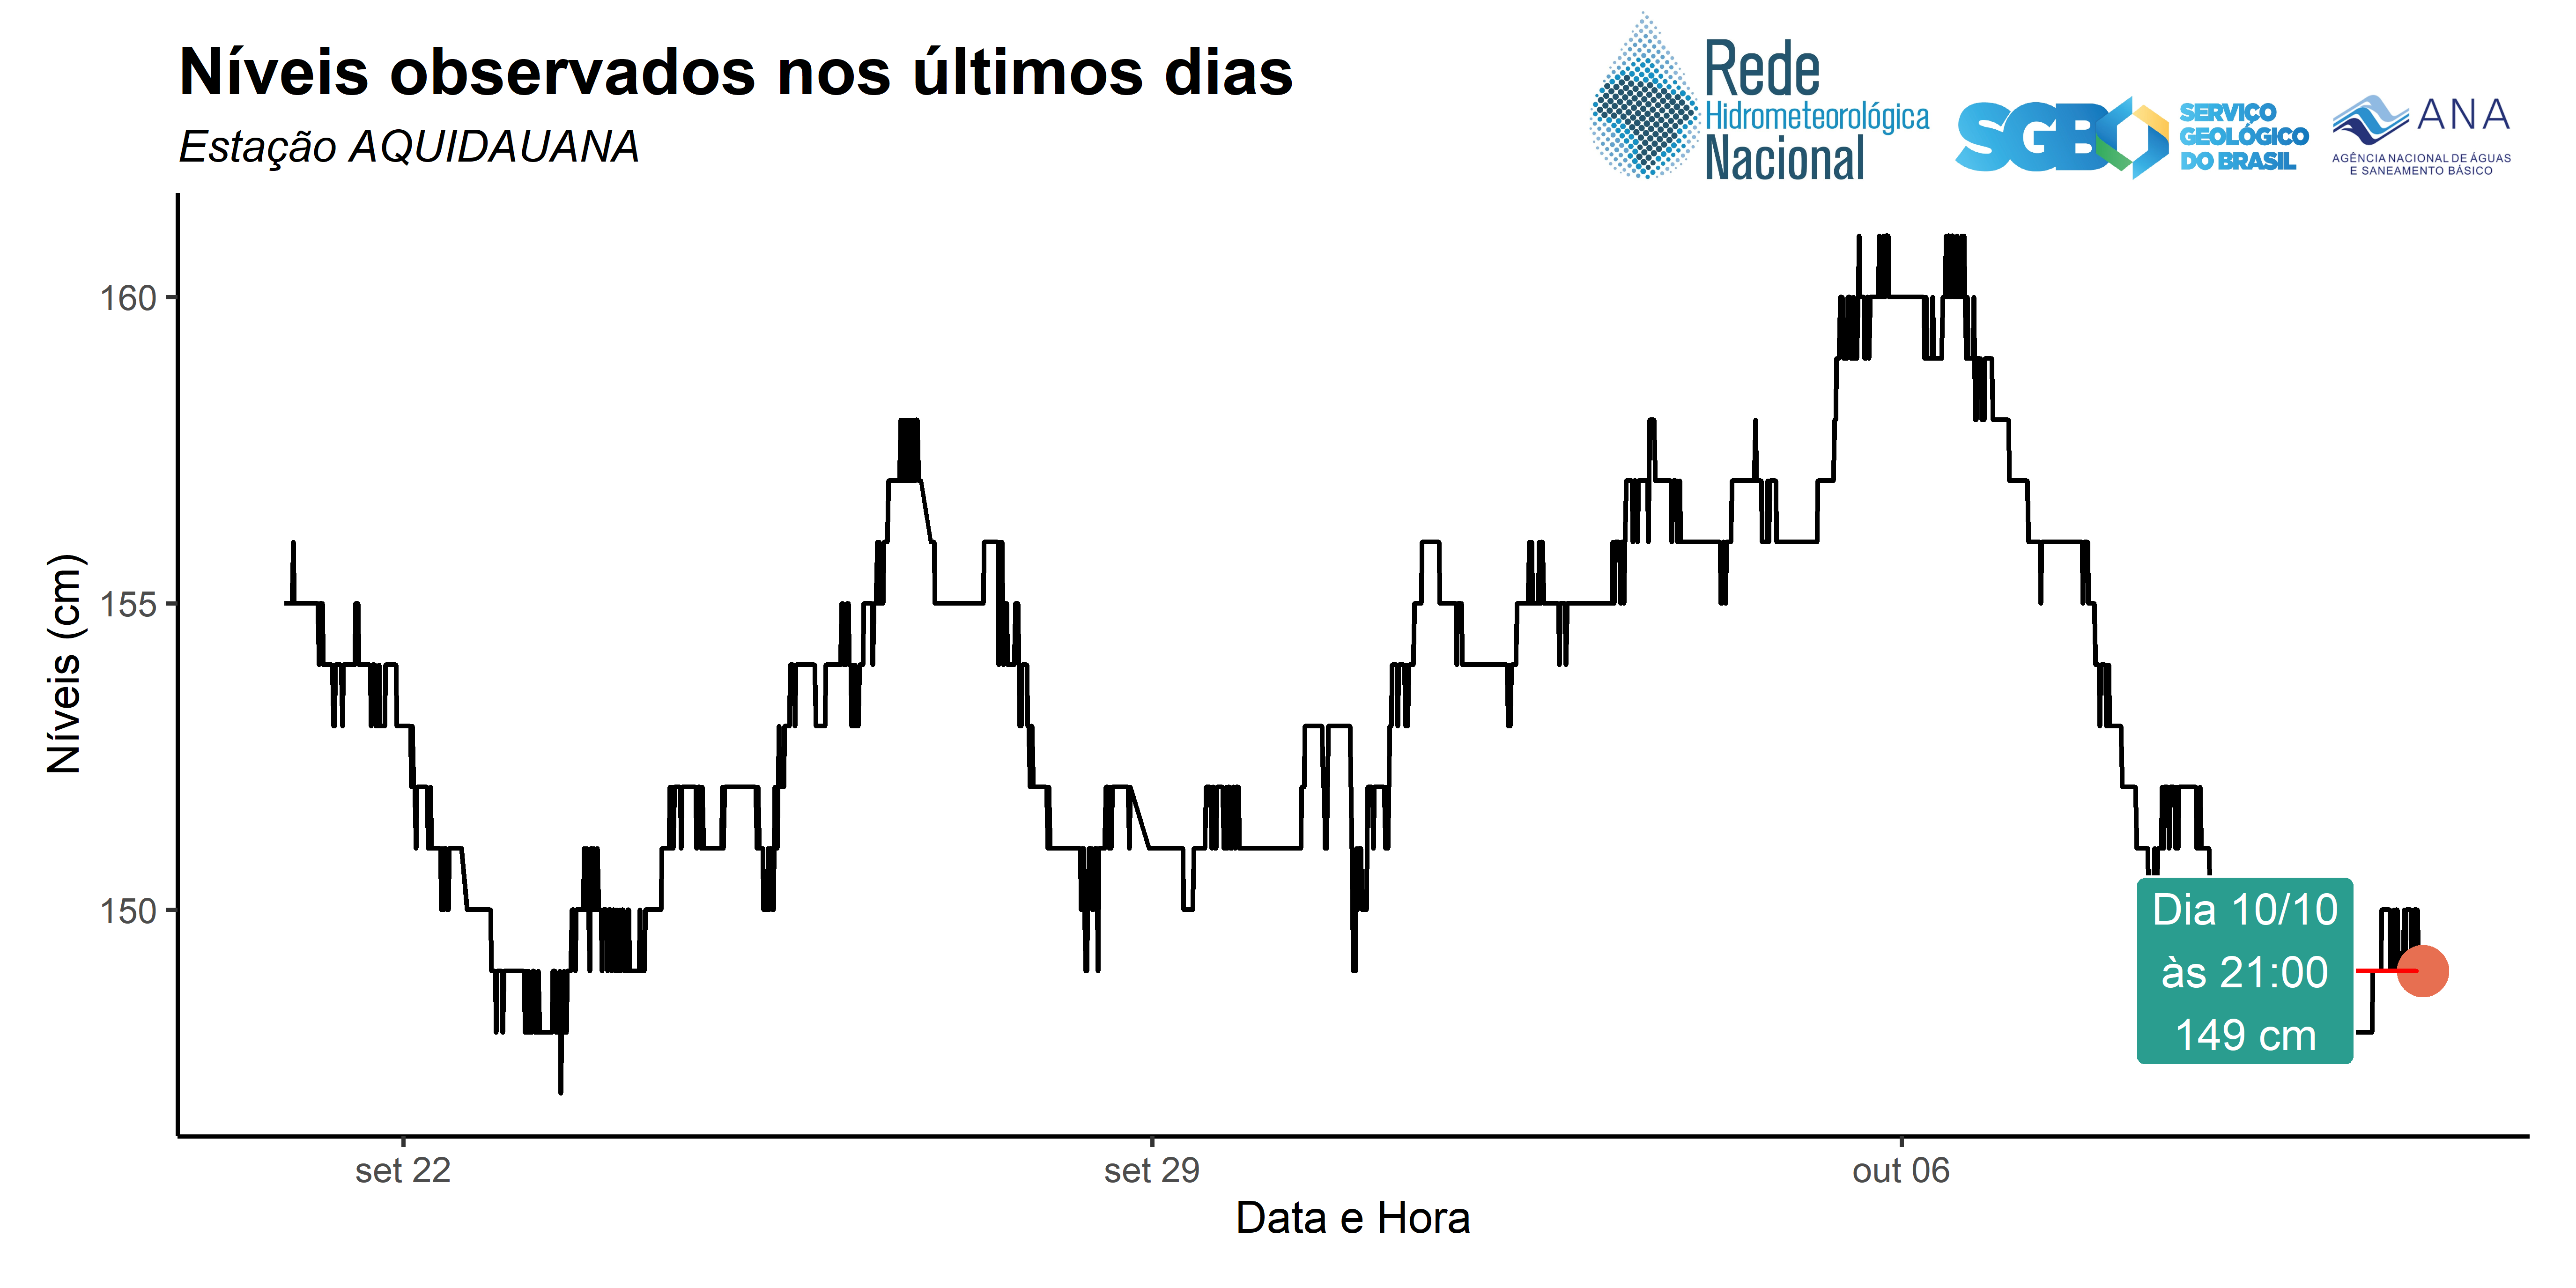 Níveis observados nos últimos dias
Estação AQUIDAUANA
Rede
Hidrometeorológica
Nacional
SGB
SERVIÇO
GEOLÓGICO
DO BRASIL
ANA
AGÊNCIA NACIONAL DE ÁGUAS
E SANEAMENTO BÁSICO
Níveis (cm)
160
155
150
Dia 10/10
às 21:00
149 cm
set 22
set 29
out 06
Data e Hora